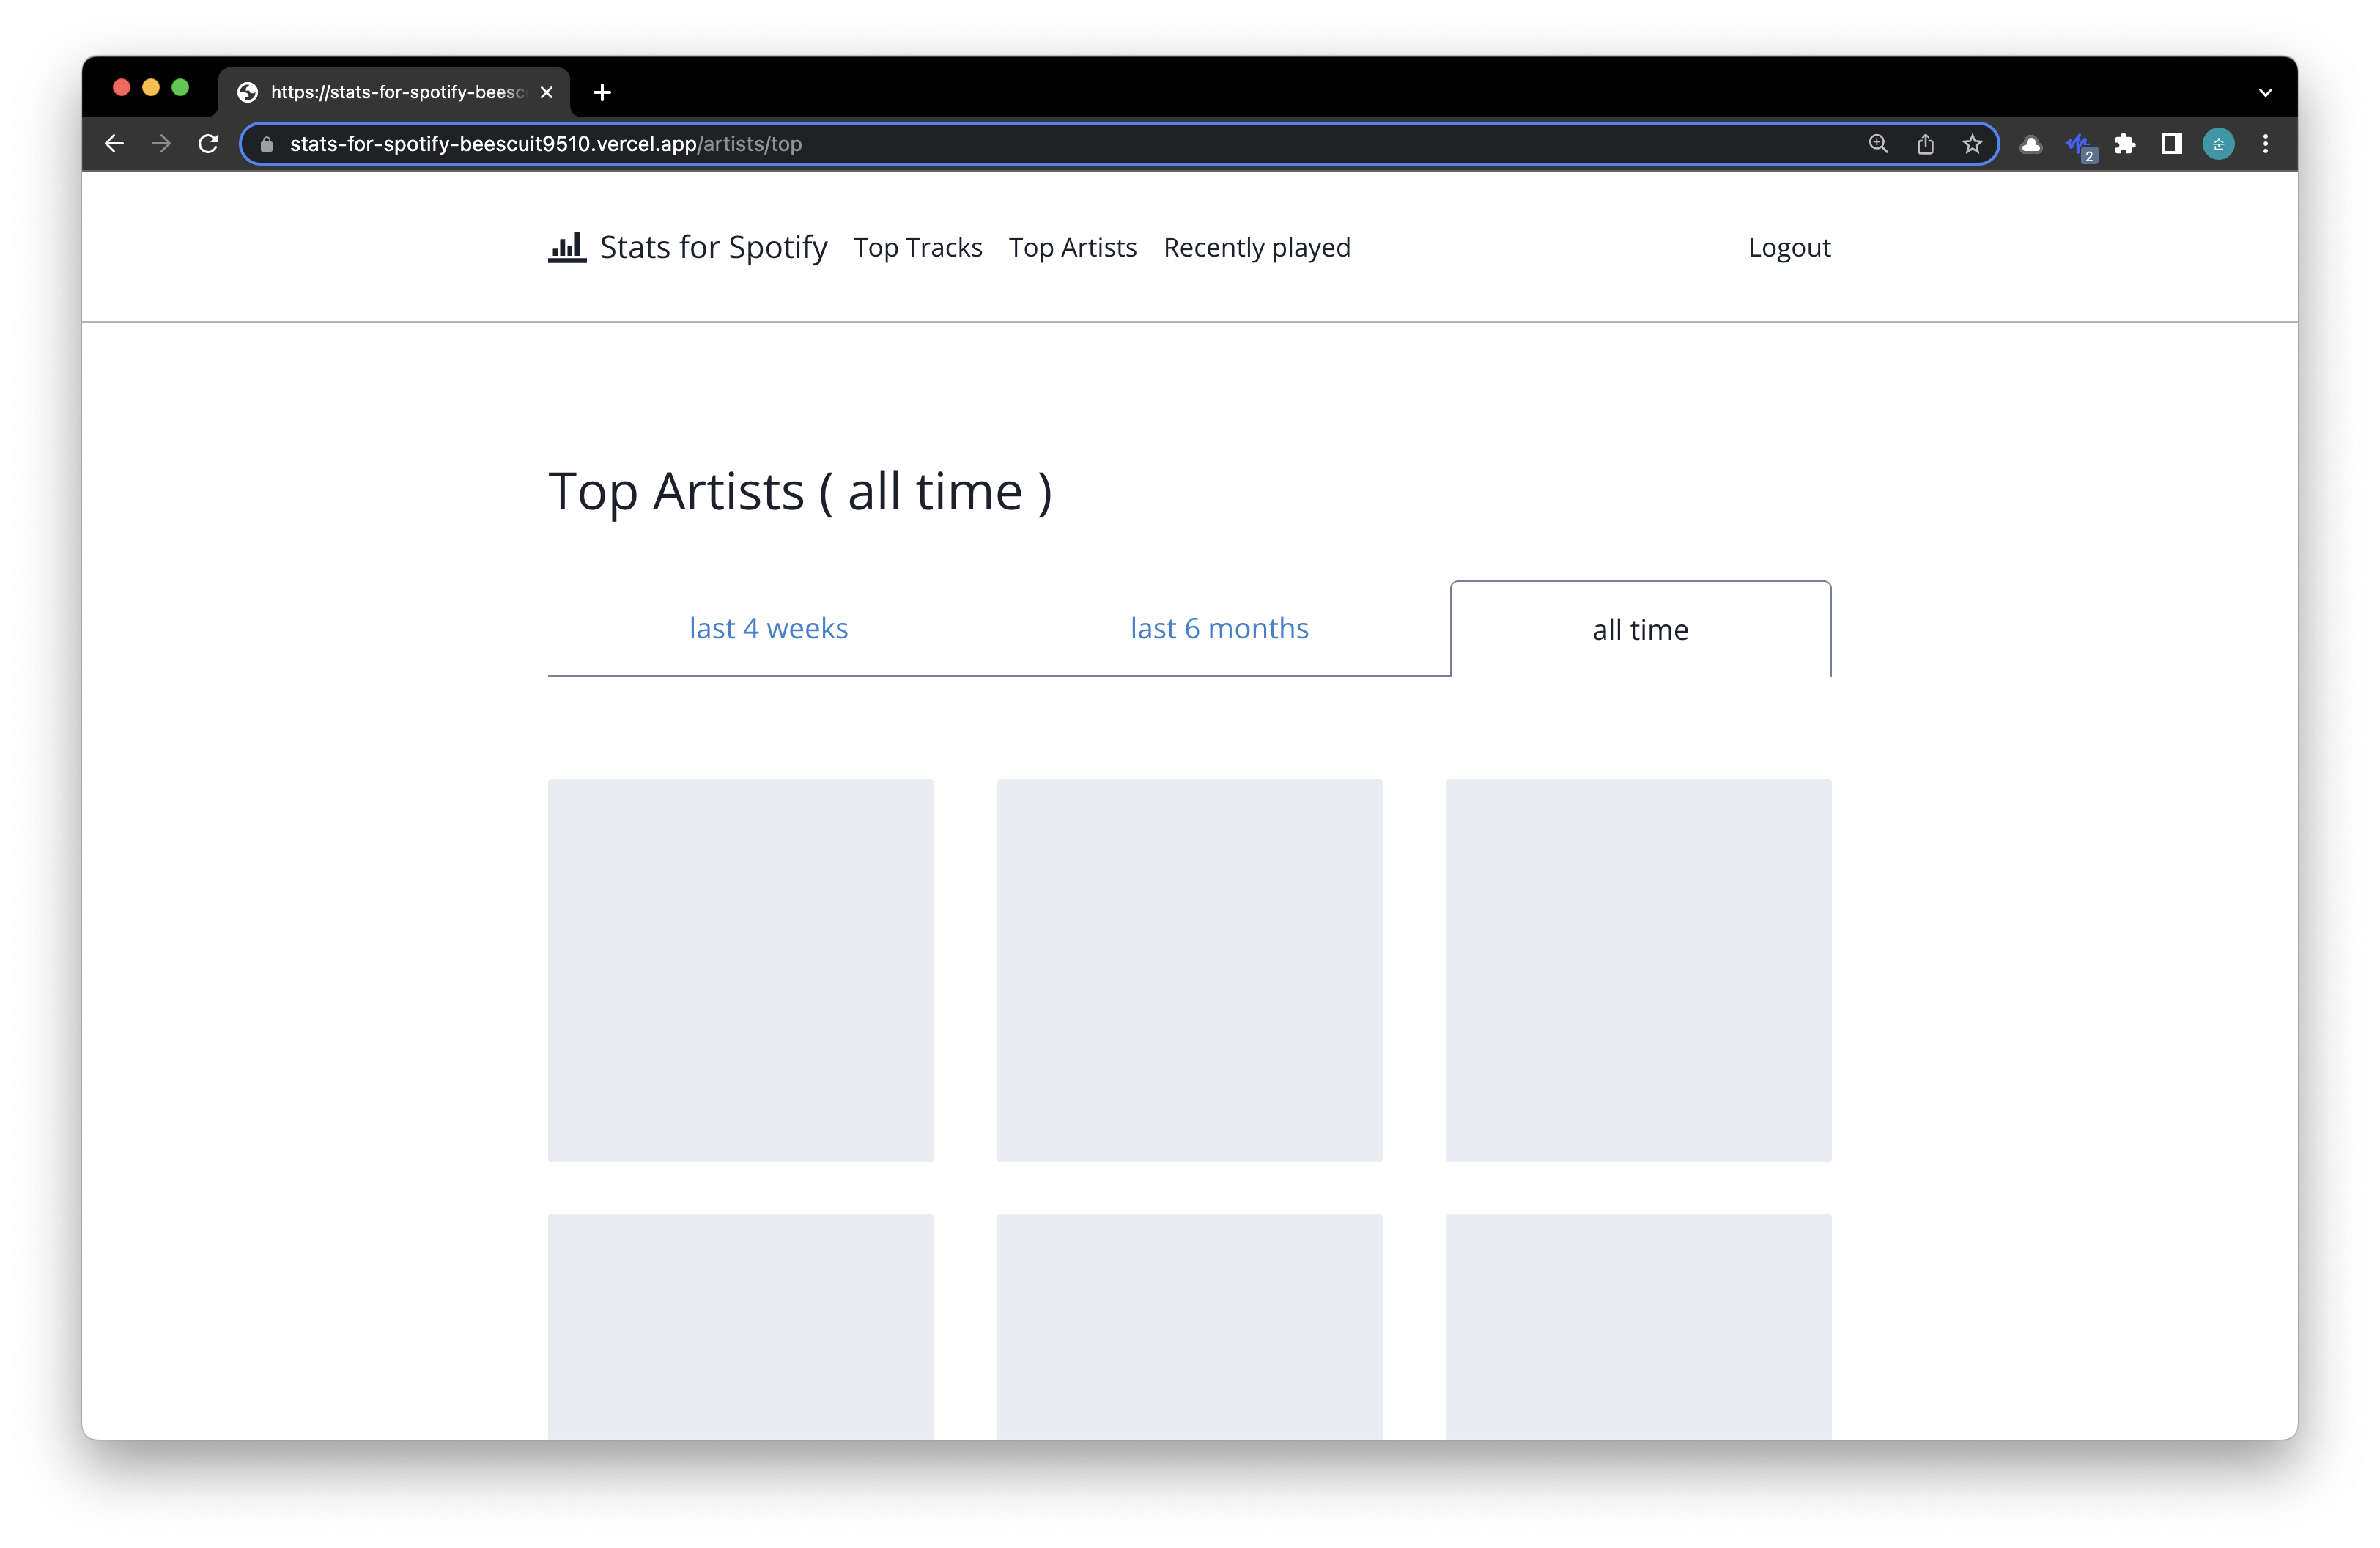 https://stats-for-spotify-beesc
stats-for-spotify-beescuit9510.vercel.app/artists/top
2
순
Stats for Spotify
Top Tracks
Top Artists
Recently played
Logout
Top Artists ( all time )
last 4 weeks
last 6 months
all time